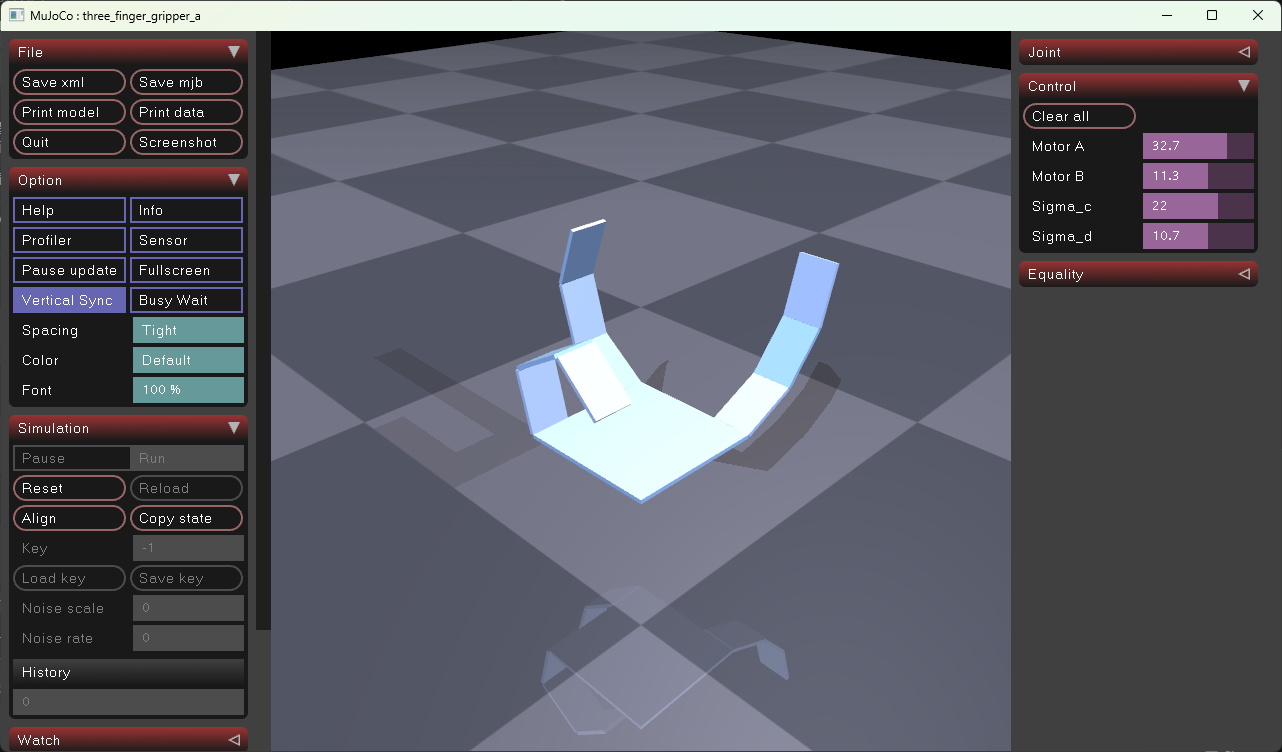 MuJoCo : three_finger_gripper_a
File
Save xml Save mjb
Print model Print data
Quit Screenshot
Option
Help Info
Profiler Sensor
Pause update Fullscreen
Vertical Sync Busy Wait
Spacing Tight
Color Default
Font 100 %
Simulation
Pause Run
Reset Reload
Align Copy state
Key -1
Load key Save key
Noise scale 0
Noise rate 0
History
0
Watch
Joint
Control
Clear all
Motor A 32.7
Motor B 11.3
Sigma_c 22
Sigma_d 10.7
Equality